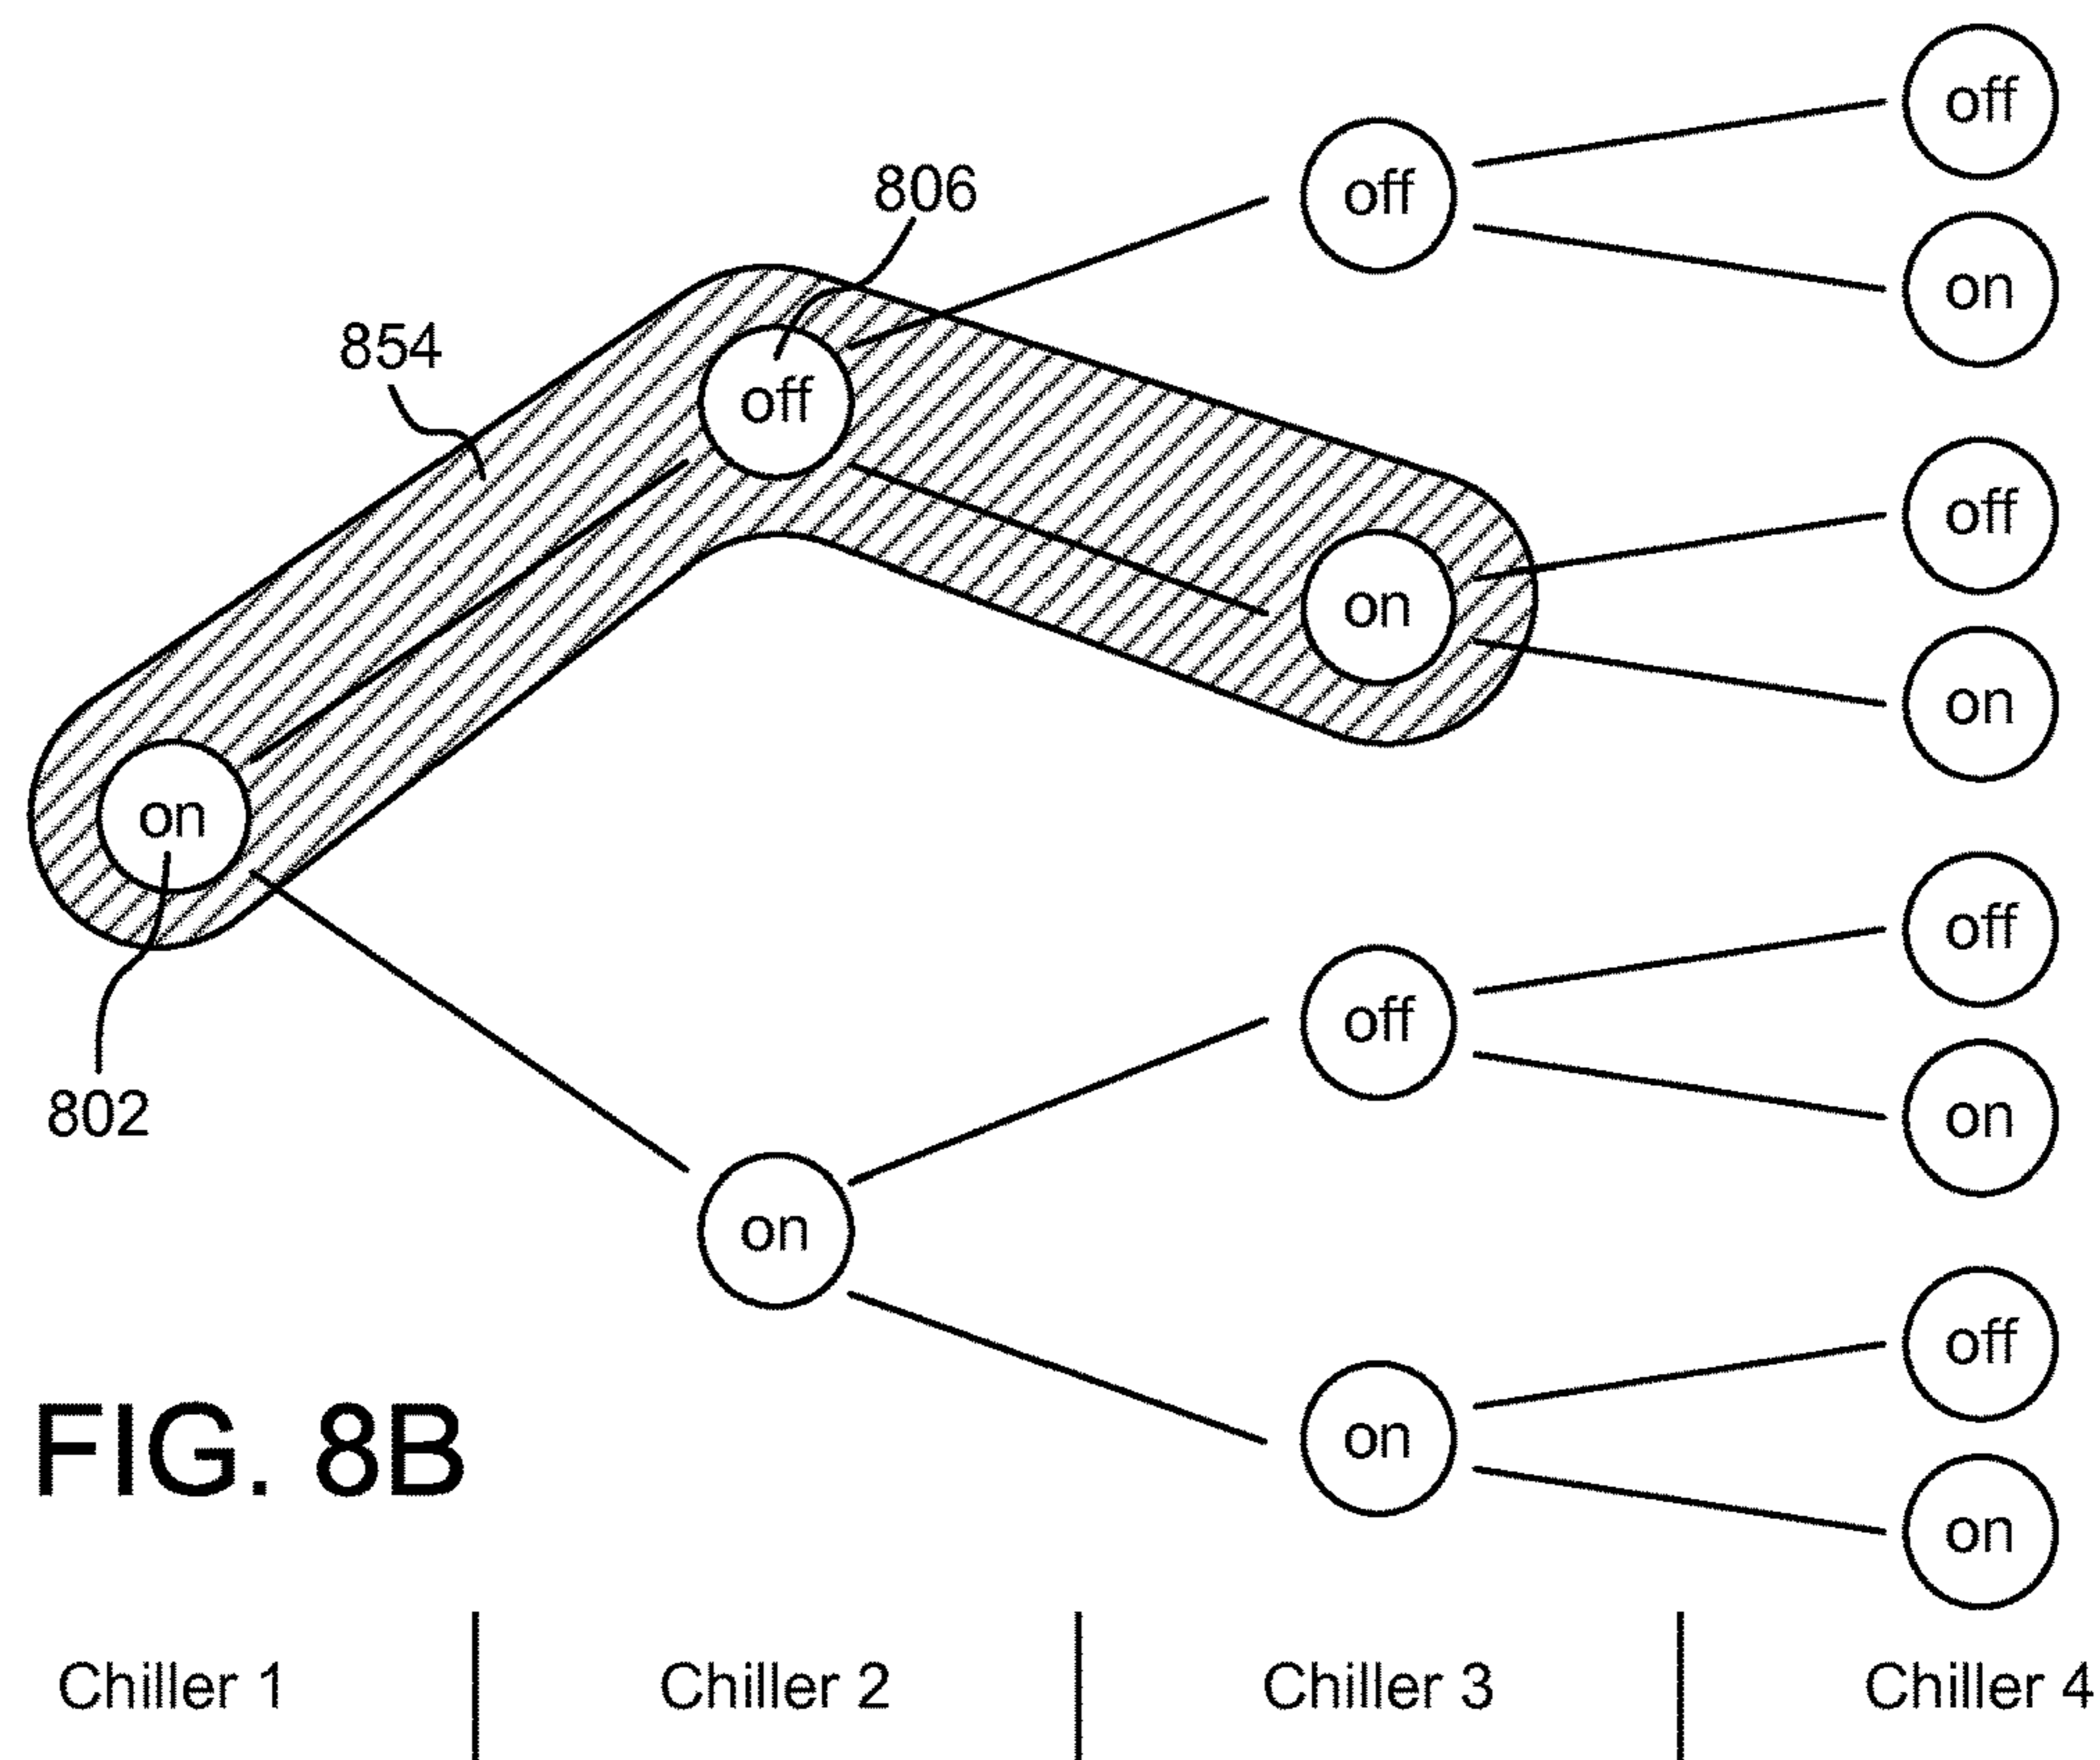 off
806
off
on
854
off
off
on
on
on
802
off
off
on
on
off
FIG. 8B
on
on
Chiller 1
Chiller 2
Chiller 3
Chiller 4